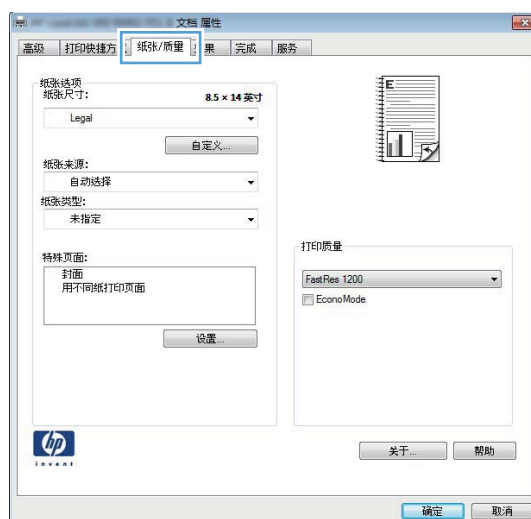 文档 属性
高级 打印快捷方 纸张/质量 果 完成 服务
纸张选项
纸张尺寸: 8.5 × 14 英寸
Legal
自定义...
纸张来源:
自动选择
纸张类型:
未指定
特殊页面:
封面
用不同纸打印页面
设置...
E
打印质量
FastRes 1200
EconoMode
hp
invent
关于... 帮助
确定 取消